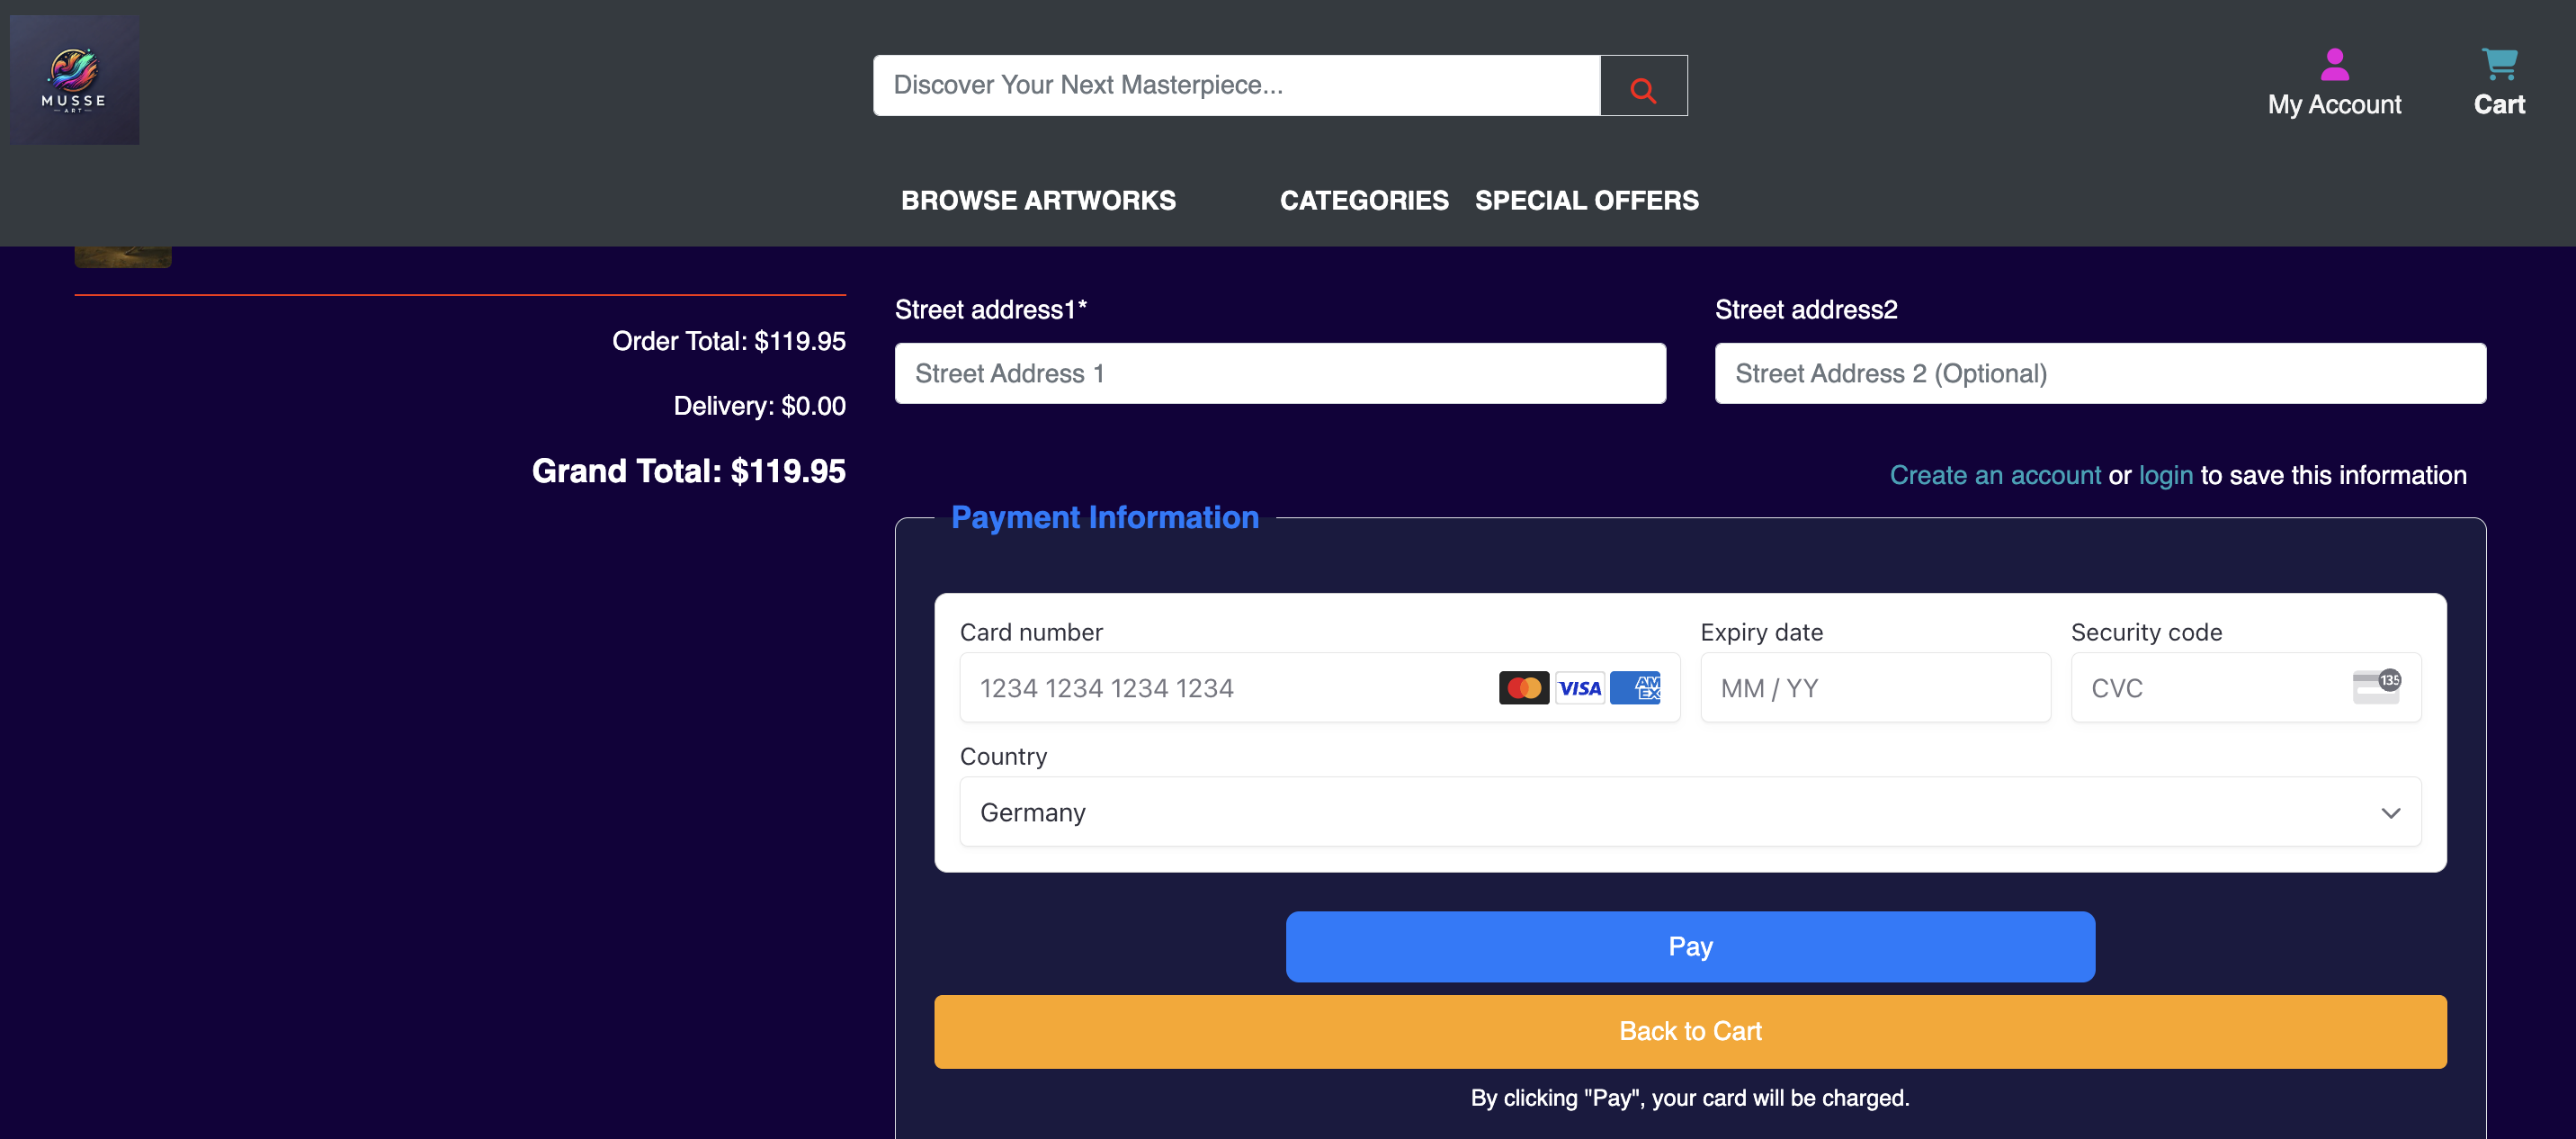 MUSSE
ART
Discover Your Next Masterpiece...
My Account
Cart
BROWSE ARTWORKS
CATEGORIES
SPECIAL OFFERS
Order Total: $119.95
Delivery: $0.00
Grand Total: $119.95
Street address1*
Street Address 1
Street address2
Street Address 2 (Optional)
Create an account or login to save this information
Payment Information
Card number
1234 1234 1234 1234
VISA
AM
EX
Expiry date
MM / YY
Security code
CVC
135
Country
Germany
Pay
Back to Cart
By clicking "Pay", your card will be charged.